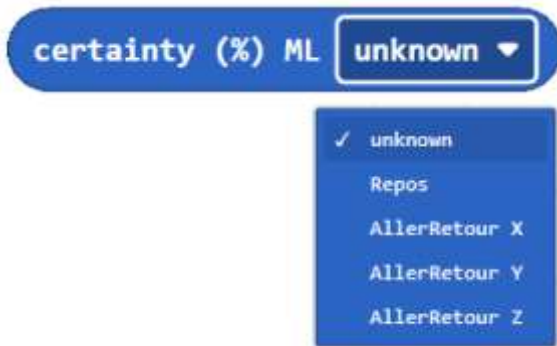 certainty (%) ML unknown
unknown
Repos
AllerRetour X
AllerRetour Y
AllerRetour Z